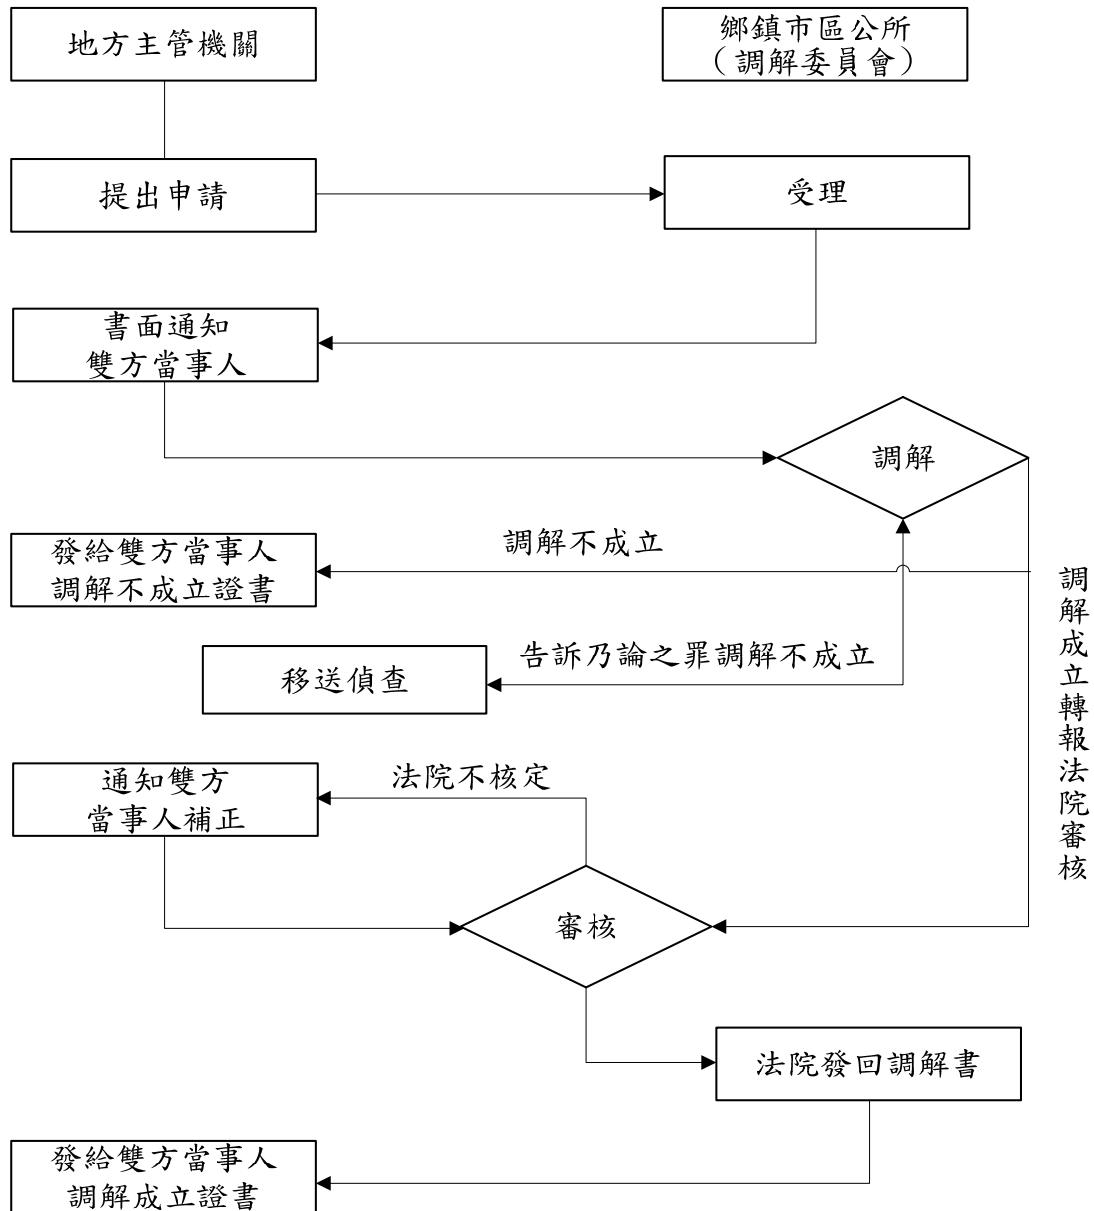 地方主管機關
鄉鎮市區公所
（調解委員會）
提出申請
受理
書面通知
雙方當事人
調解
調解不成立
發給雙方當事人
調解不成立證書
調解成立轉報法院審核
告訴乃論之罪調解不成立
移送偵查
法院不核定
通知雙方
當事人補正
審核
法院發回調解書
發給雙方當事人
調解成立證書